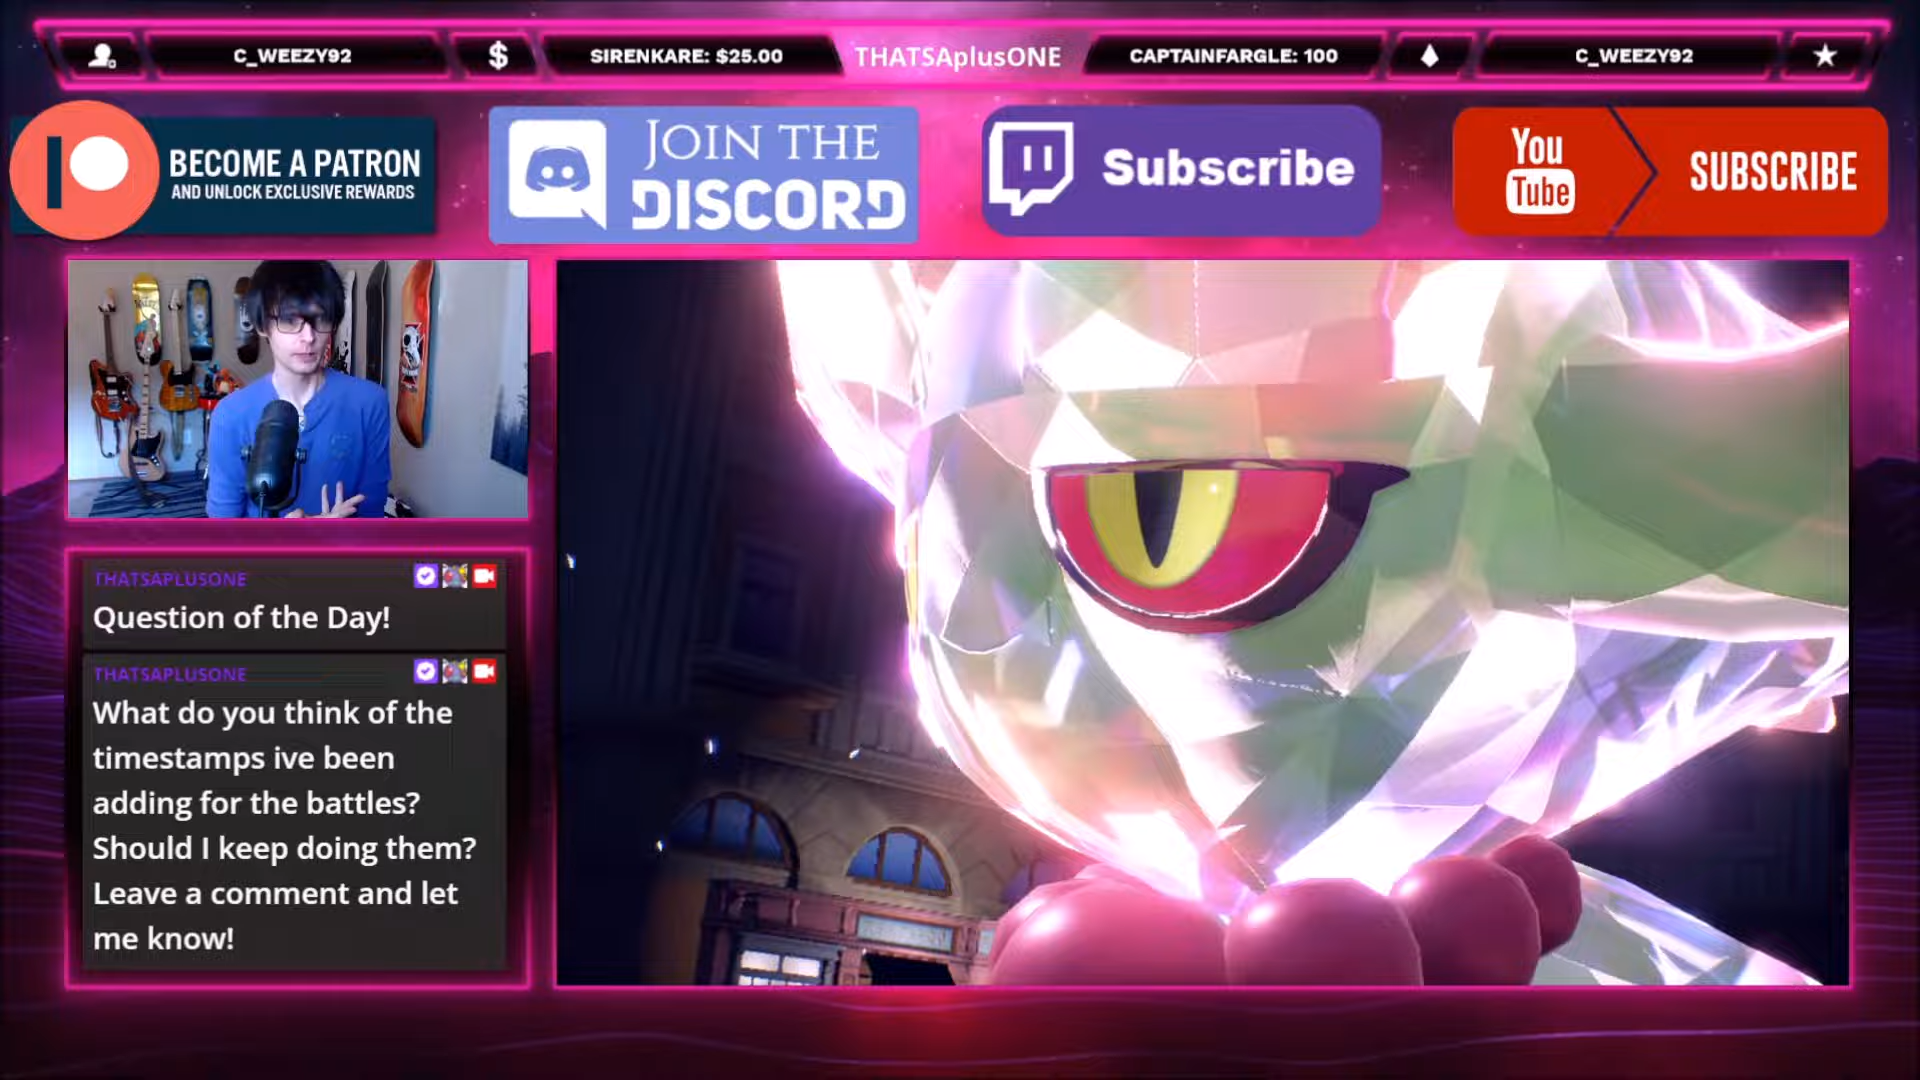 C_WEEZY92
$
SIRENKARE: $25.00
THATSAplusONE
CAPTAINFARGLE: 100
C_WEEZY92
BECOME A PATRON
AND UNLOCK EXCLUSIVE REWARDS
JOIN THE
DISCORD
Subscribe
You
Tube
SUBSCRIBE
THATSAPLUSONE
Question of the Day!
THATSAPLUSONE
What do you think of the
timestamps ive been
adding for the battles?
Should I keep doing them?
Leave a comment and let
me know!